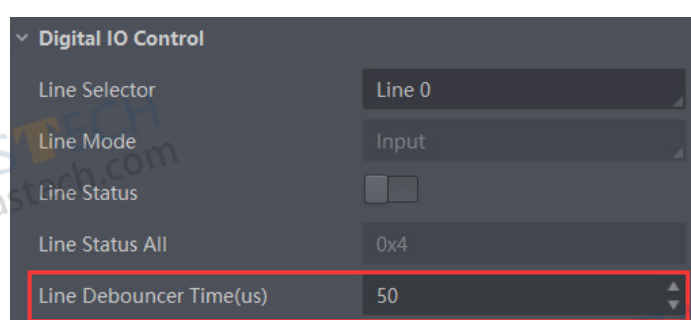 Digital IO Control
Line Selector Line 0
Line Mode Input
Line Status
Line Status All 0x4
Line Debouncer Time(us) 50